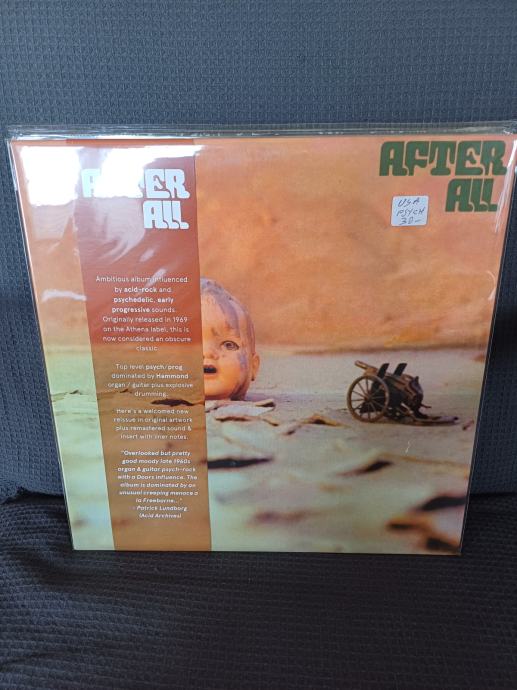 AFTER
ALL
AFTER
ALL
USA
PSYCH
30-
Ambitious album influenced
by acid-rock and
psychedelic, early
progressive sounds.
Originally released in 1969
on the Athena label, this is
now considered an obscure
classic.
Top level psych/prog
dominated by Hammond
organ / guitar plus explosive
drumming.
Here's a welcomed new
reissue in original artwork
plus remastered sound &
insert with liner notes.
"Overlooked but pretty
good moody late 1960s
organ & guitar psych-rock
with a Doors influence. The
album is dominated by an
unusual creeping menace a
la Freeborne..."
- Patrick Lundborg
(Acid Archives)